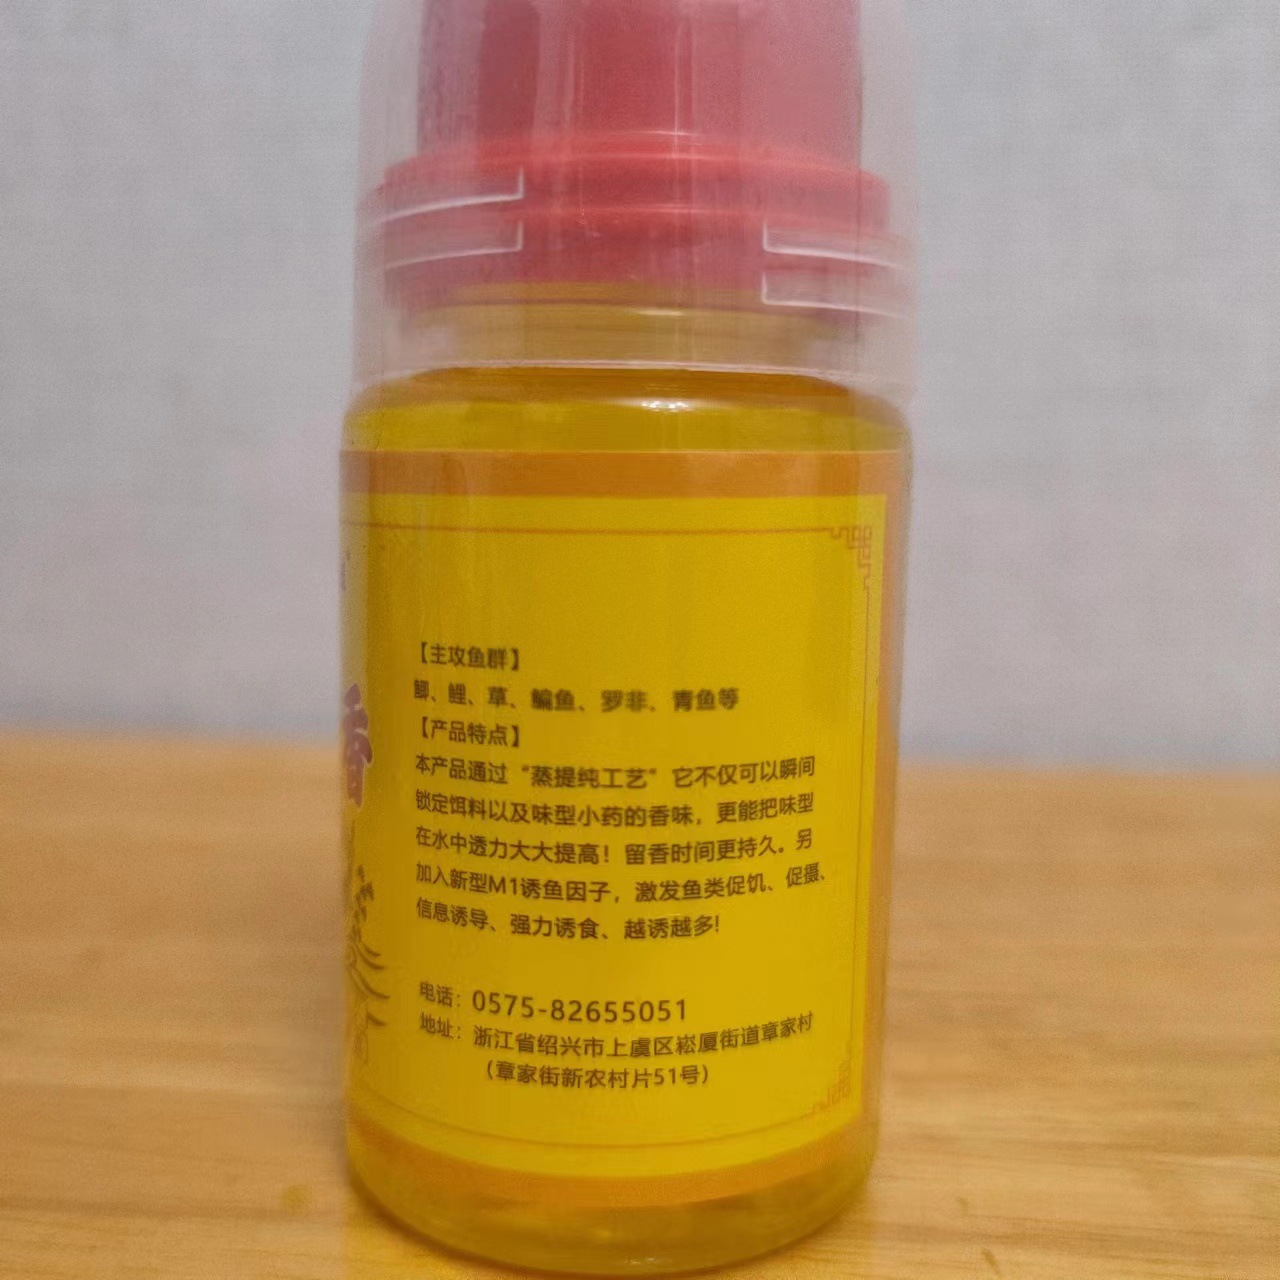 香
【主攻鱼群】
鲫、鲤、草、鳊鱼、罗非、青鱼等
【产品特点】
本产品通过“蒸提纯工艺”它不仅可以瞬间
锁定饵料以及味型小药的香味，更能把味型
在水中透力大大提高！留香时间更持久。另
加入新型M1诱鱼因子，激发鱼类促饥、促摄、
信息诱导、强力诱食、越诱越多!
电话：0575-82655051
地址：浙江省绍兴市上虞区崧厦街道章家村
（章家街新农村片51号）